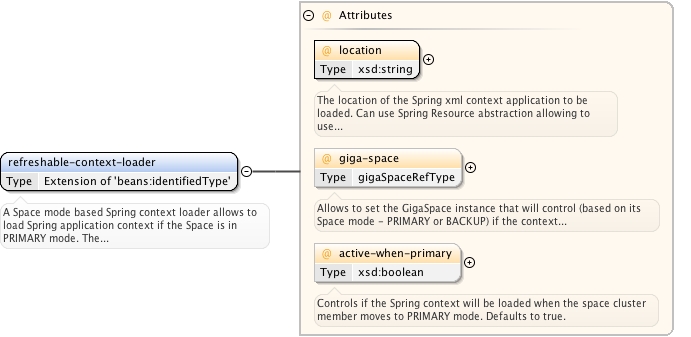 @ Attributes
@ location
Type xsd:string
The location of the Spring xml context application to be
loaded. Can use Spring Resource abstraction allowing to
use...
refreshable-context-loader
Type Extension of 'beans:identifiedType'
A Space mode based Spring context loader allows to
load Spring application context if the Space is in
PRIMARY mode. The...
@ giga-space
Type gigaSpaceRefType
Allows to set the GigaSpace instance that will control (based on its
Space mode - PRIMARY or BACKUP) if the context...
@ active-when-primary
Type xsd:boolean
Controls if the Spring context will be loaded when the space cluster
member moves to PRIMARY mode. Defaults to true.